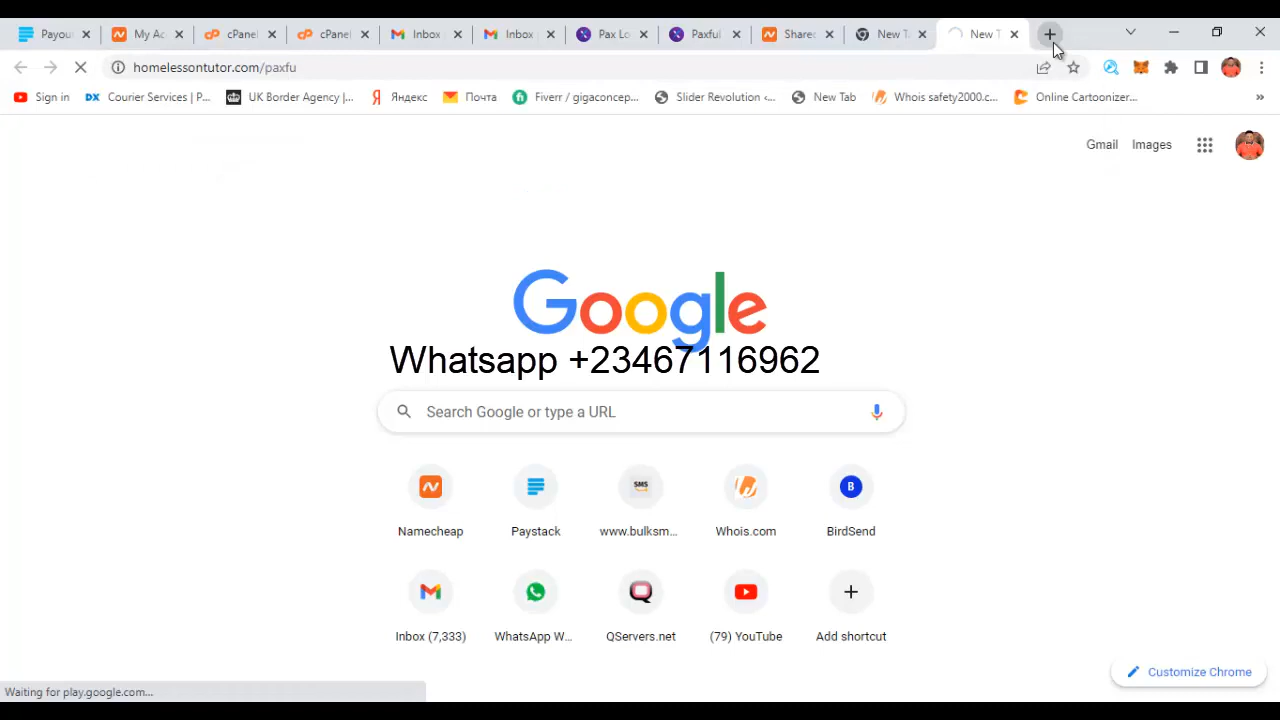 Payou
My Ac
cPanel
cPanel
Inbox
Inbox
Pax Lo
Paxful
Shared
New T
New T
homelessontutor.com/paxfu
Sign in
DX Courier Services | P...
UK Border Agency |...
Яндекс
Почта
Fiverr / gigaconcep...
Slider Revolution ‹...
New Tab
Whois safety2000.c...
Online Cartoonizer...
»
Gmail
Images
Google
Whatsapp +23467116962
Search Google or type a URL
SMS
B
Namecheap
Paystack
www.bulksm...
Whois.com
BirdSend
Inbox (7,333)
WhatsApp W...
QServers.net
(79) YouTube
Add shortcut
Customize Chrome
Waiting for play.google.com...